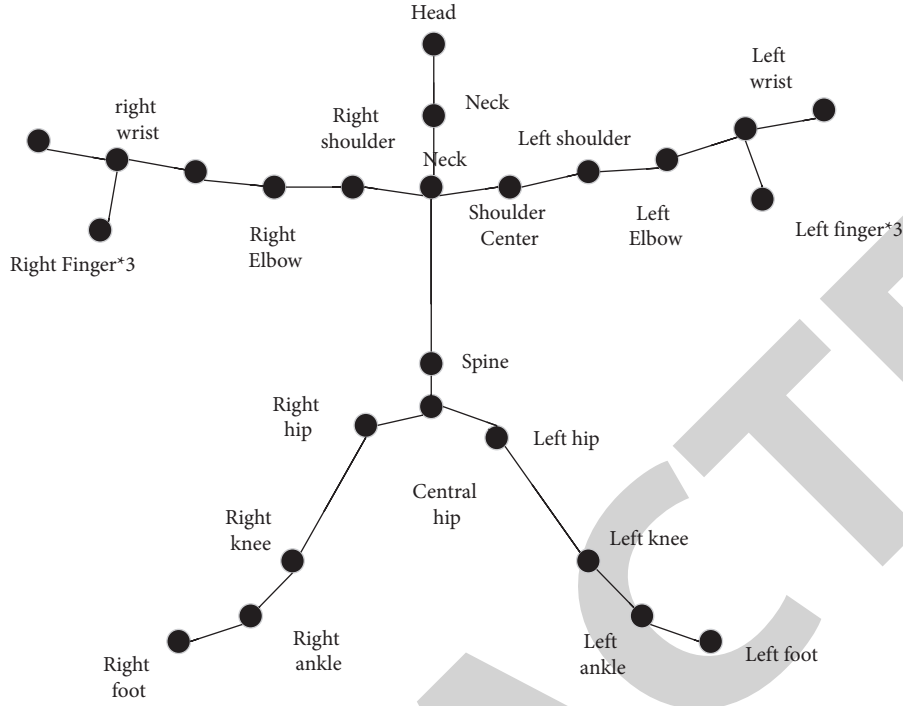 Head
Neck
Left
wrist
right
wrist
Right
shoulder
Left shoulder
Neck
Shoulder
Center
Left
Elbow
Left finger*3
Right
Elbow
Right Finger*3
Spine
Right
hip
Left hip
Central
hip
Right
knee
Left knee
Right
ankle
Left
ankle
Left foot
Right
foot